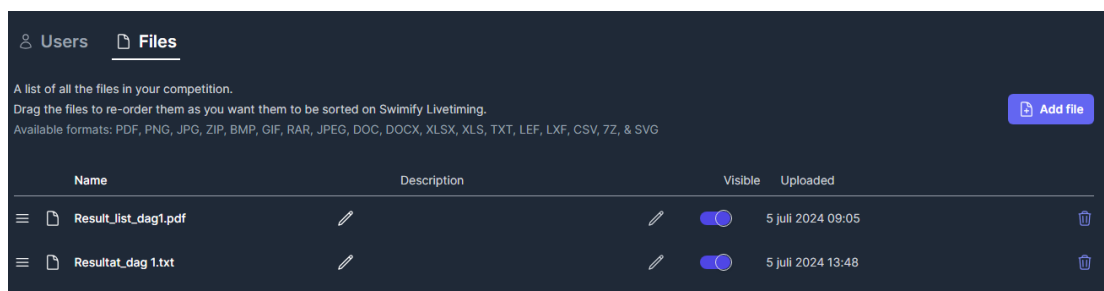 Users Files
A list of all the files in your competition.
Drag the files to re-order them as you want them to be sorted on Swimify Livetiming.
Add file
Available formats: PDF, PNG, JPG, ZIP, BMP, GIF, RAR, JPEG, DOC, DOCX, XLSX, XLS, TXT, LEF, LXF, CSV, 7Z, & SVG
Name Description Visible Uploaded
Result_list_dag1.pdf 5 juli 2024 09:05
Resultat_dag 1.txt 5 juli 2024 13:48